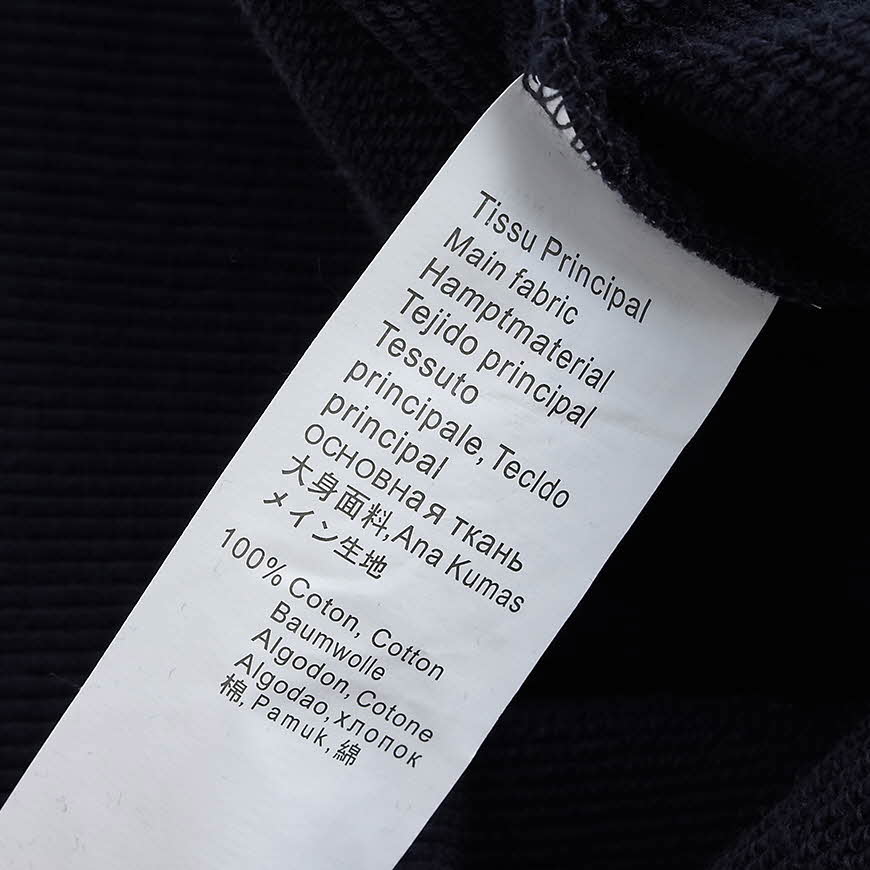 Tissu Principal
Main fabric
Hamptmaterial
Tejido principal
Tessuto
principale, Tecldo
principal
основная ткань
大身面料,Ana Kumas
メイン生地
100% Coton, Cotton
Baumwolle
Algodon, Cotone
Algodao, хлопок
棉, Pamuk, 綿